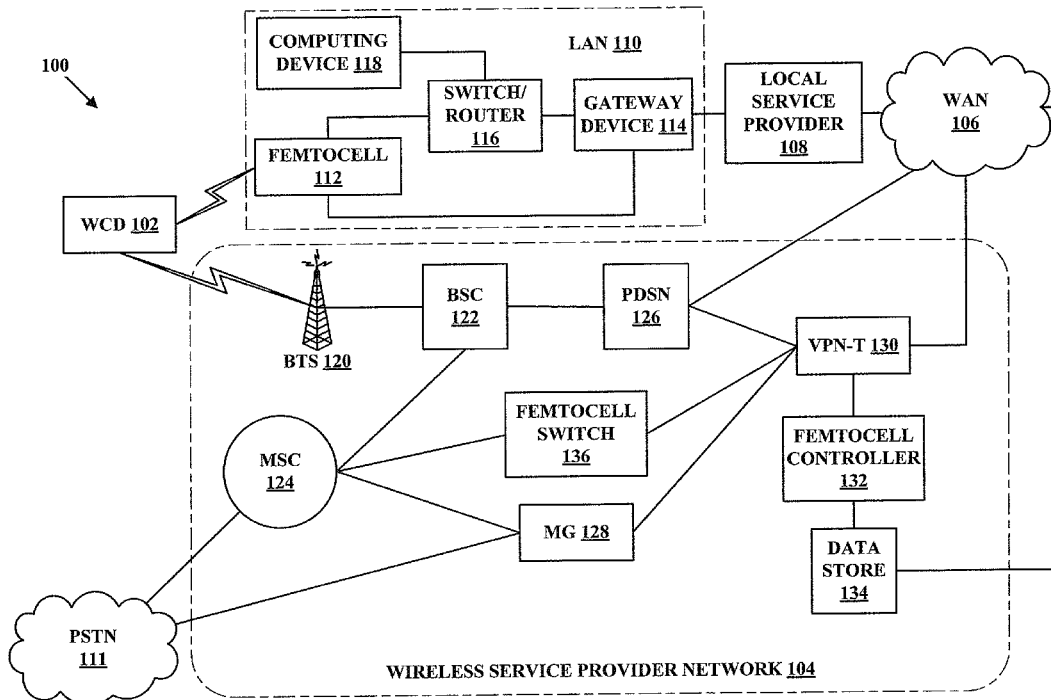 100
COMPUTING
DEVICE 118
LAN 110
SWITCH/
ROUTER
116
GATEWAY
DEVICE 114
LOCAL
SERVICE
PROVIDER
108
WAN
106
FEMTOCELL
112
WCD 102
BTS 120
BSC
122
PDSN
126
VPN-T 130
FEMTOCELL
SWITCH
136
FEMTOCELL
CONTROLLER
132
MSC
124
MG 128
DATA
STORE
134
PSTN
111
WIRELESS SERVICE PROVIDER NETWORK 104